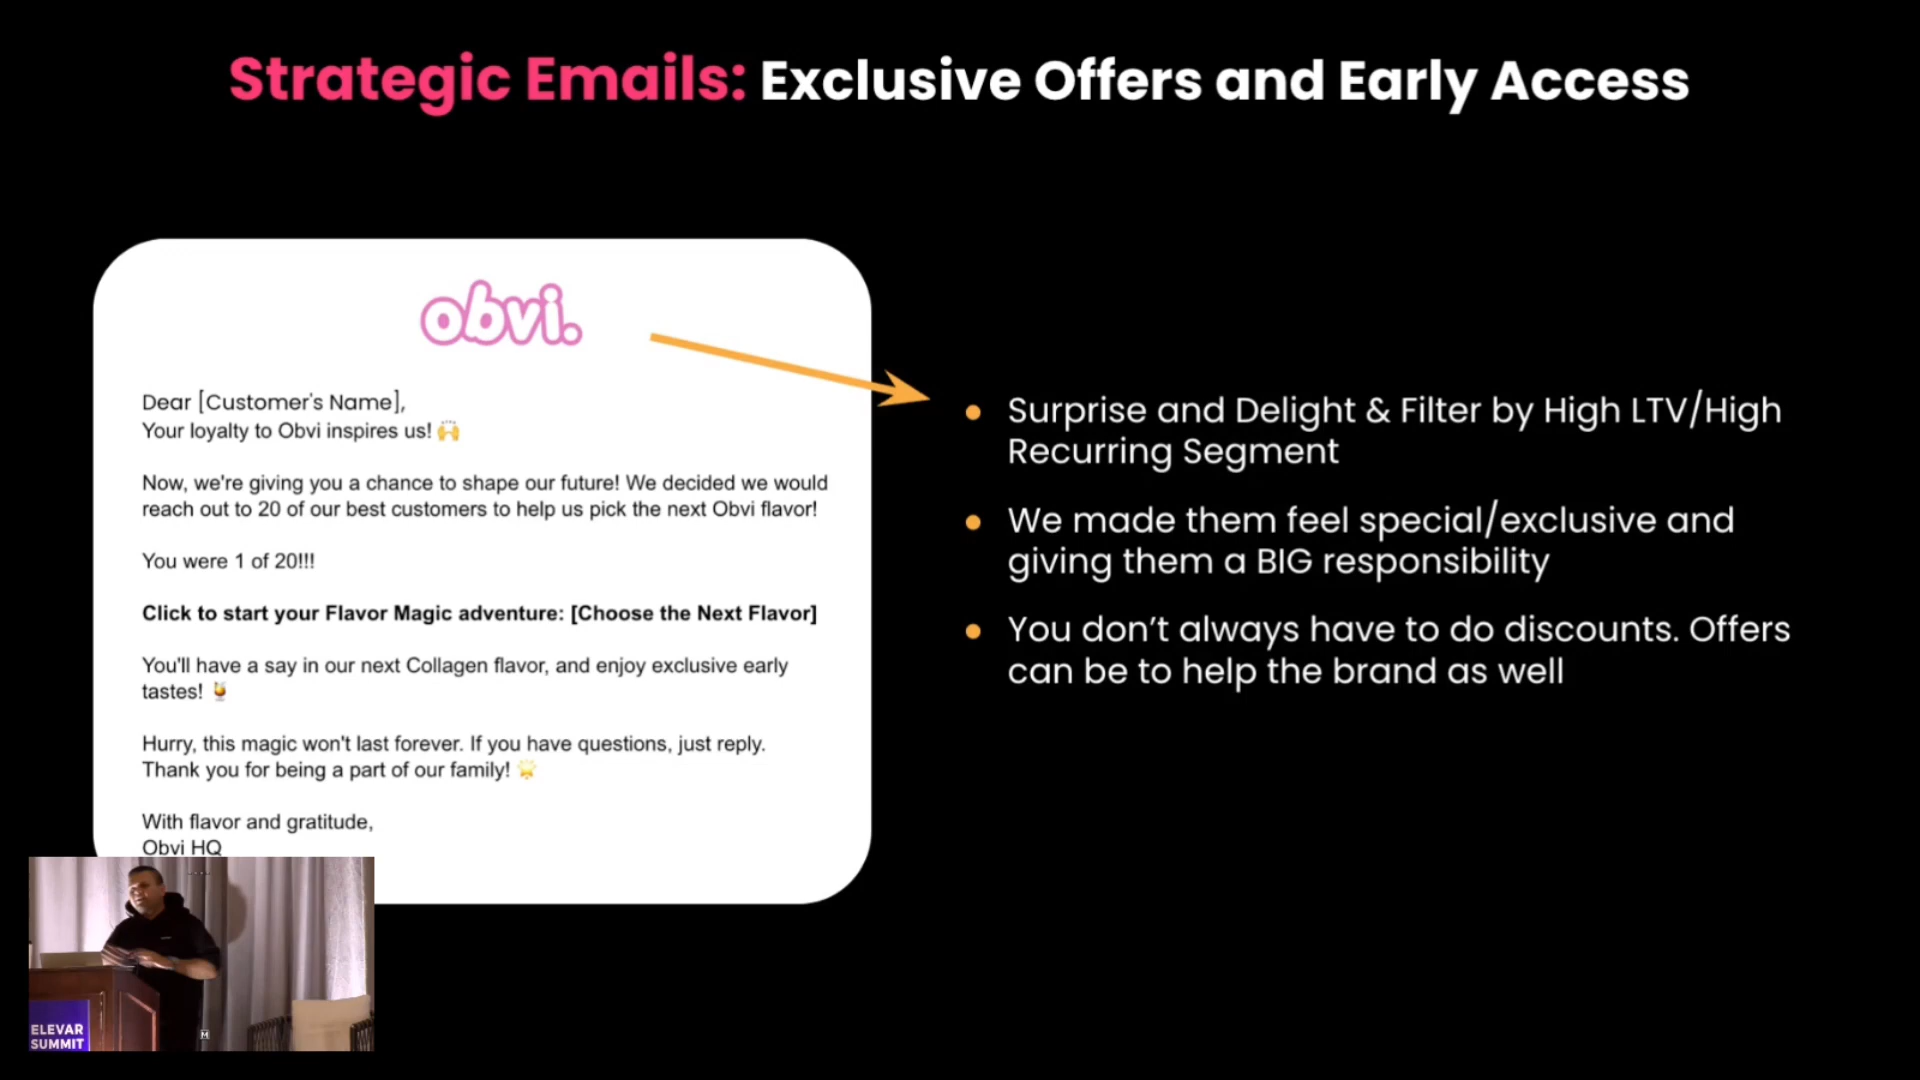 Strategic Emails: Exclusive Offers and Early Access
obvi.
Dear [Customer's Name],
Your loyalty to Obvi inspires us! 🙌
Now, we're giving you a chance to shape our future! We decided we would
reach out to 20 of our best customers to help us pick the next Obvi flavor!
You were 1 of 20!!!
Click to start your Flavor Magic adventure: [Choose the Next Flavor]
You'll have a say in our next Collagen flavor, and enjoy exclusive early
tastes! 🍹
Hurry, this magic won't last forever. If you have questions, just reply.
Thank you for being a part of our family! 🌟
With flavor and gratitude,
Obvi HQ
Surprise and Delight & Filter by High LTV/High
Recurring Segment
We made them feel special/exclusive and
giving them a BIG responsibility
You don’t always have to do discounts. Offers
can be to help the brand as well
ELEVAR
SUMMIT
M